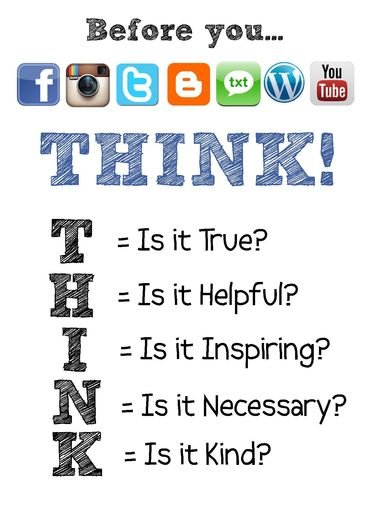 Before you...
f
t
B
txt
W
You
Tube
THINK!
T = Is it True?
H = Is it Helpful?
I = Is it Inspiring?
N = Is it Necessary?
K = Is it Kind?